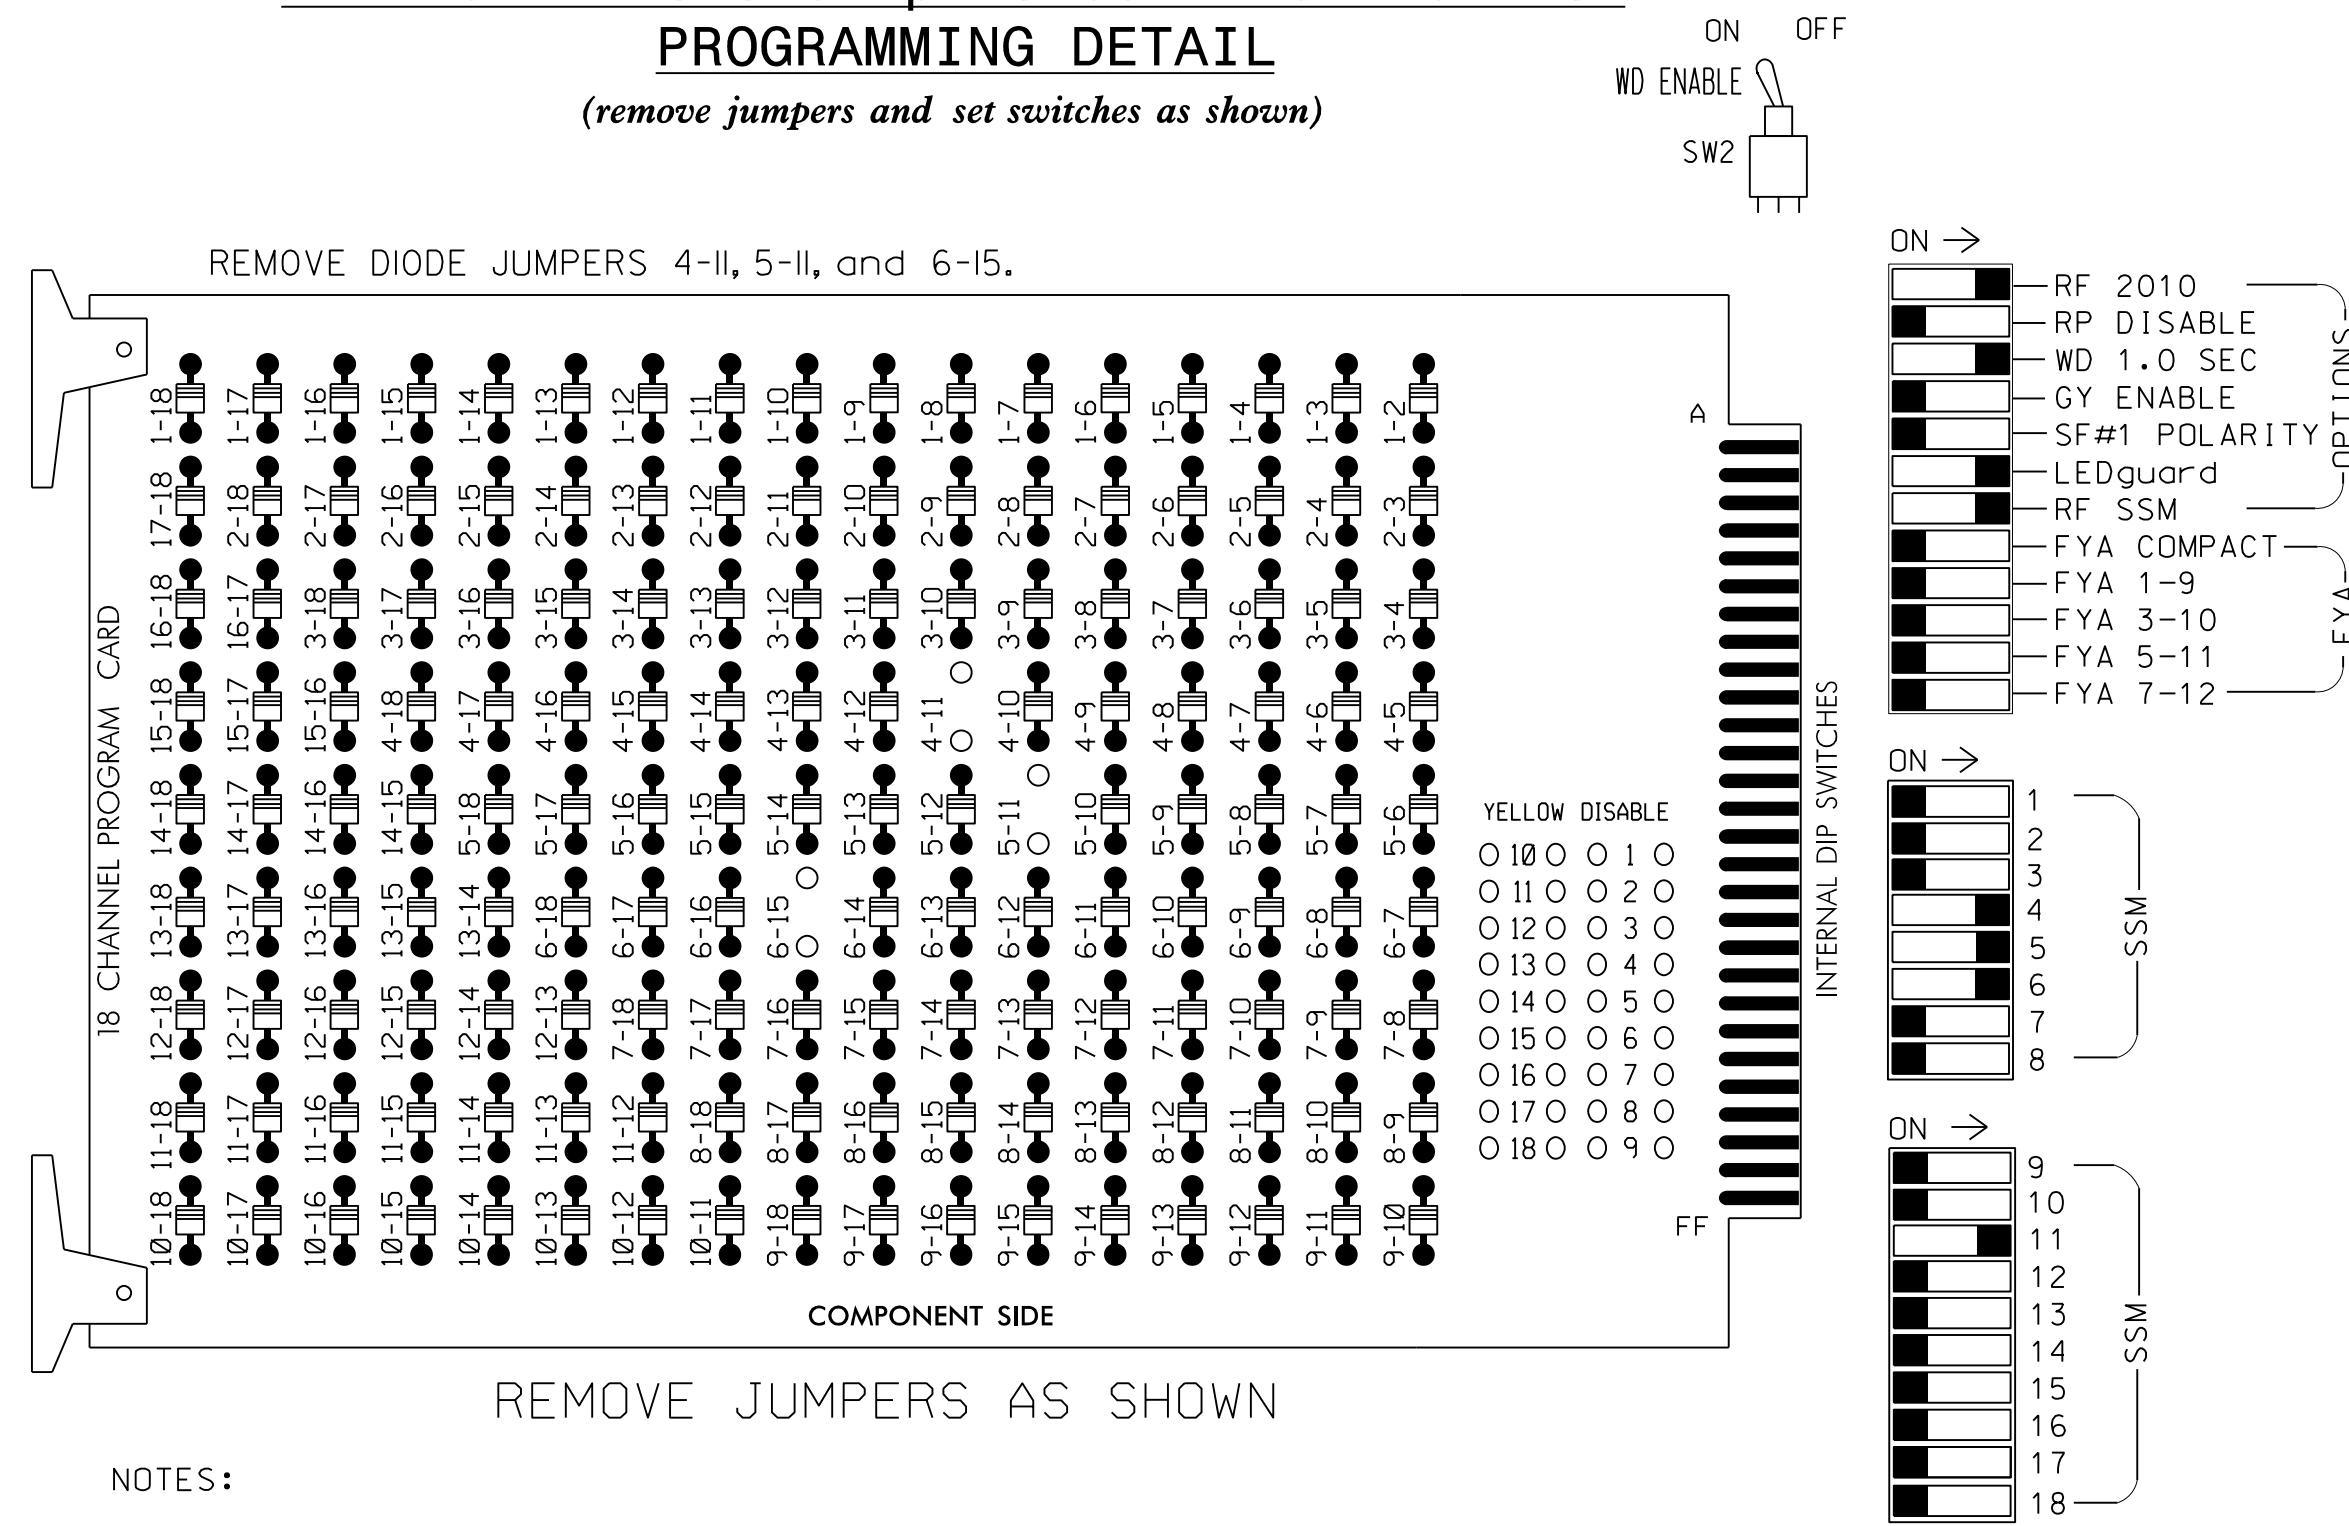 PROGRAMMING DETAIL
(remove jumpers and set switches as shown)
ON OFF
WD ENABLE
SW2
REMOVE DIODE JUMPERS 4-11, 5-11, and 6-15.
18 CHANNEL PROGRAM CARD
1-18 1-17 1-16 1-15 1-14 1-13 1-12 1-11 1-10 1-9 1-8 1-7 1-6 1-5 1-4 1-3 1-2
17-18 2-18 2-17 2-16 2-15 2-14 2-13 2-12 2-11 2-10 2-9 2-8 2-7 2-6 2-5 2-4 2-3
16-18 16-17 3-18 3-17 3-16 3-15 3-14 3-13 3-12 3-11 3-10 3-9 3-8 3-7 3-6 3-5 3-4
15-18 15-17 15-16 4-18 4-17 4-16 4-15 4-14 4-13 4-12 4-11 4-10 4-9 4-8 4-7 4-6 4-5
14-18 14-17 14-16 14-15 5-18 5-17 5-16 5-15 5-14 5-13 5-12 5-11 5-10 5-9 5-8 5-7 5-6
13-18 13-17 13-16 13-15 13-14 6-18 6-17 6-16 6-15 6-14 6-13 6-12 6-11 6-10 6-9 6-8 6-7
12-18 12-17 12-16 12-15 12-14 12-13 7-18 7-17 7-16 7-15 7-14 7-13 7-12 7-11 7-10 7-9 7-8
11-18 11-17 11-16 11-15 11-14 11-13 11-12 8-18 8-17 8-16 8-15 8-14 8-13 8-12 8-11 8-10 8-9
10-18 10-17 10-16 10-15 10-14 10-13 10-12 10-11 9-18 9-17 9-16 9-15 9-14 9-13 9-12 9-11 9-10
A
YELLOW DISABLE
10 1
11 2
12 3
13 4
14 5
15 6
16 7
17 8
18 9
FF
COMPONENT SIDE
INTERNAL DIP SWITCHES
ON
RF 2010
RP DISABLE
WD 1.0 SEC
GY ENABLE
SF#1 POLARITY
LEDguard
RF SSM
OPTIONS
FYA COMPACT
FYA 1-9
FYA 3-10
FYA 5-11
FYA 7-12
FYA
ON
1
2
3
4
5
6
7
8
SSM
ON
9
10
11
12
13
14
15
16
17
18
SSM
REMOVE JUMPERS AS SHOWN
NOTES: